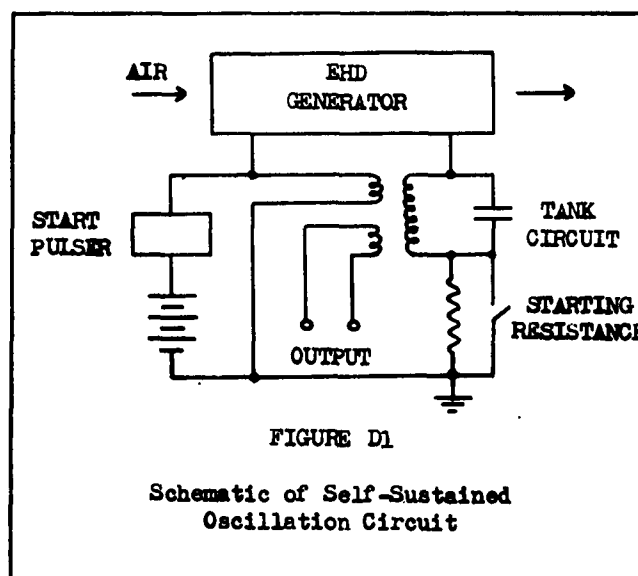 AIR
EHD
GENERATOR
START
PULSER
TANK
CIRCUIT
STARTING
RESISTANCE
OUTPUT
FIGURE D1
Schematic of Self-Sustained
Oscillation Circuit